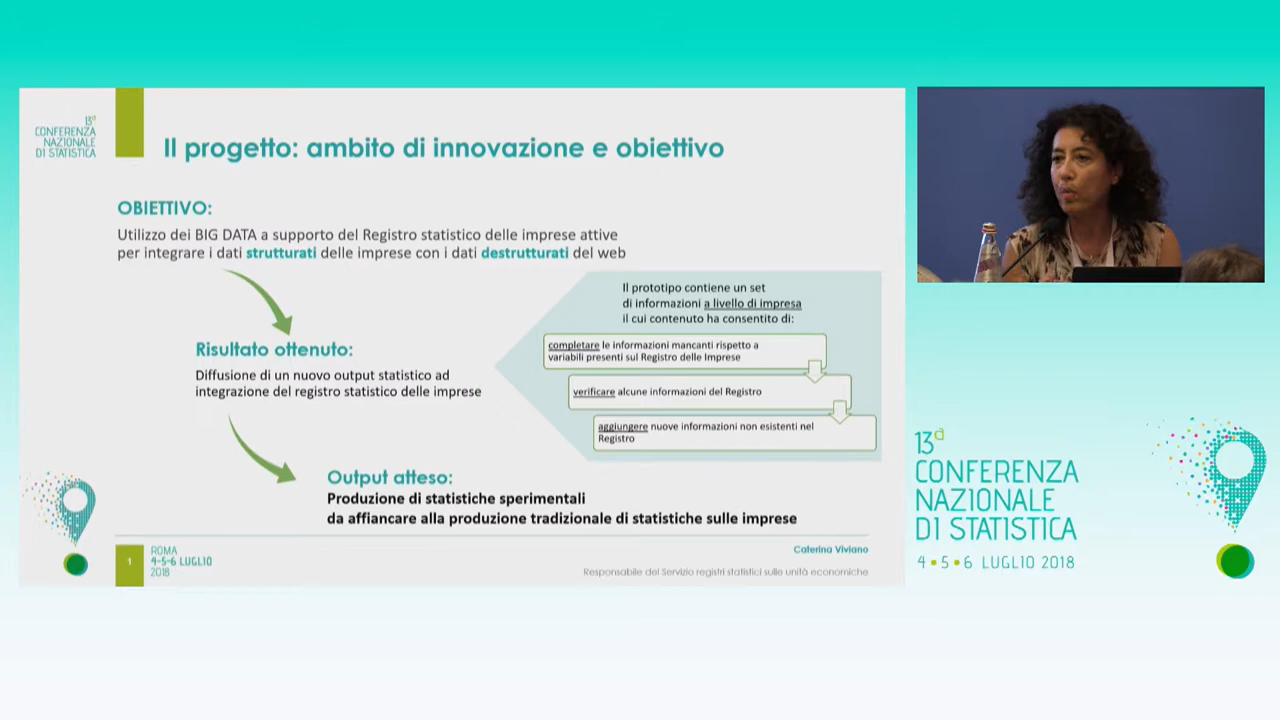 13ª
CONFERENZA
NAZIONALE
DI STATISTICA
Il progetto: ambito di innovazione e obiettivo
OBIETTIVO:
Utilizzo dei BIG DATA a supporto del Registro statistico delle imprese attive
per integrare i dati strutturati delle imprese con i dati destrutturati del web
Il prototipo contiene un set
di informazioni a livello di impresa
il cui contenuto ha consentito di:
completare le informazioni mancanti rispetto a
variabili presenti sul Registro delle Imprese
verificare alcune informazioni del Registro
aggiungere nuove informazioni non esistenti nel
Registro
Risultato ottenuto:
Diffusione di un nuovo output statistico ad
integrazione del registro statistico delle imprese
Output atteso:
Produzione di statistiche sperimentali
da affiancare alla produzione tradizionale di statistiche sulle imprese
1
ROMA
4-5-6 LUGLIO
2018
Caterina Viviano
Responsabile del Servizio registri statistici sulle unità economiche
13ª
CONFERENZA
NAZIONALE
DI STATISTICA
4 • 5 • 6 LUGLIO 2018